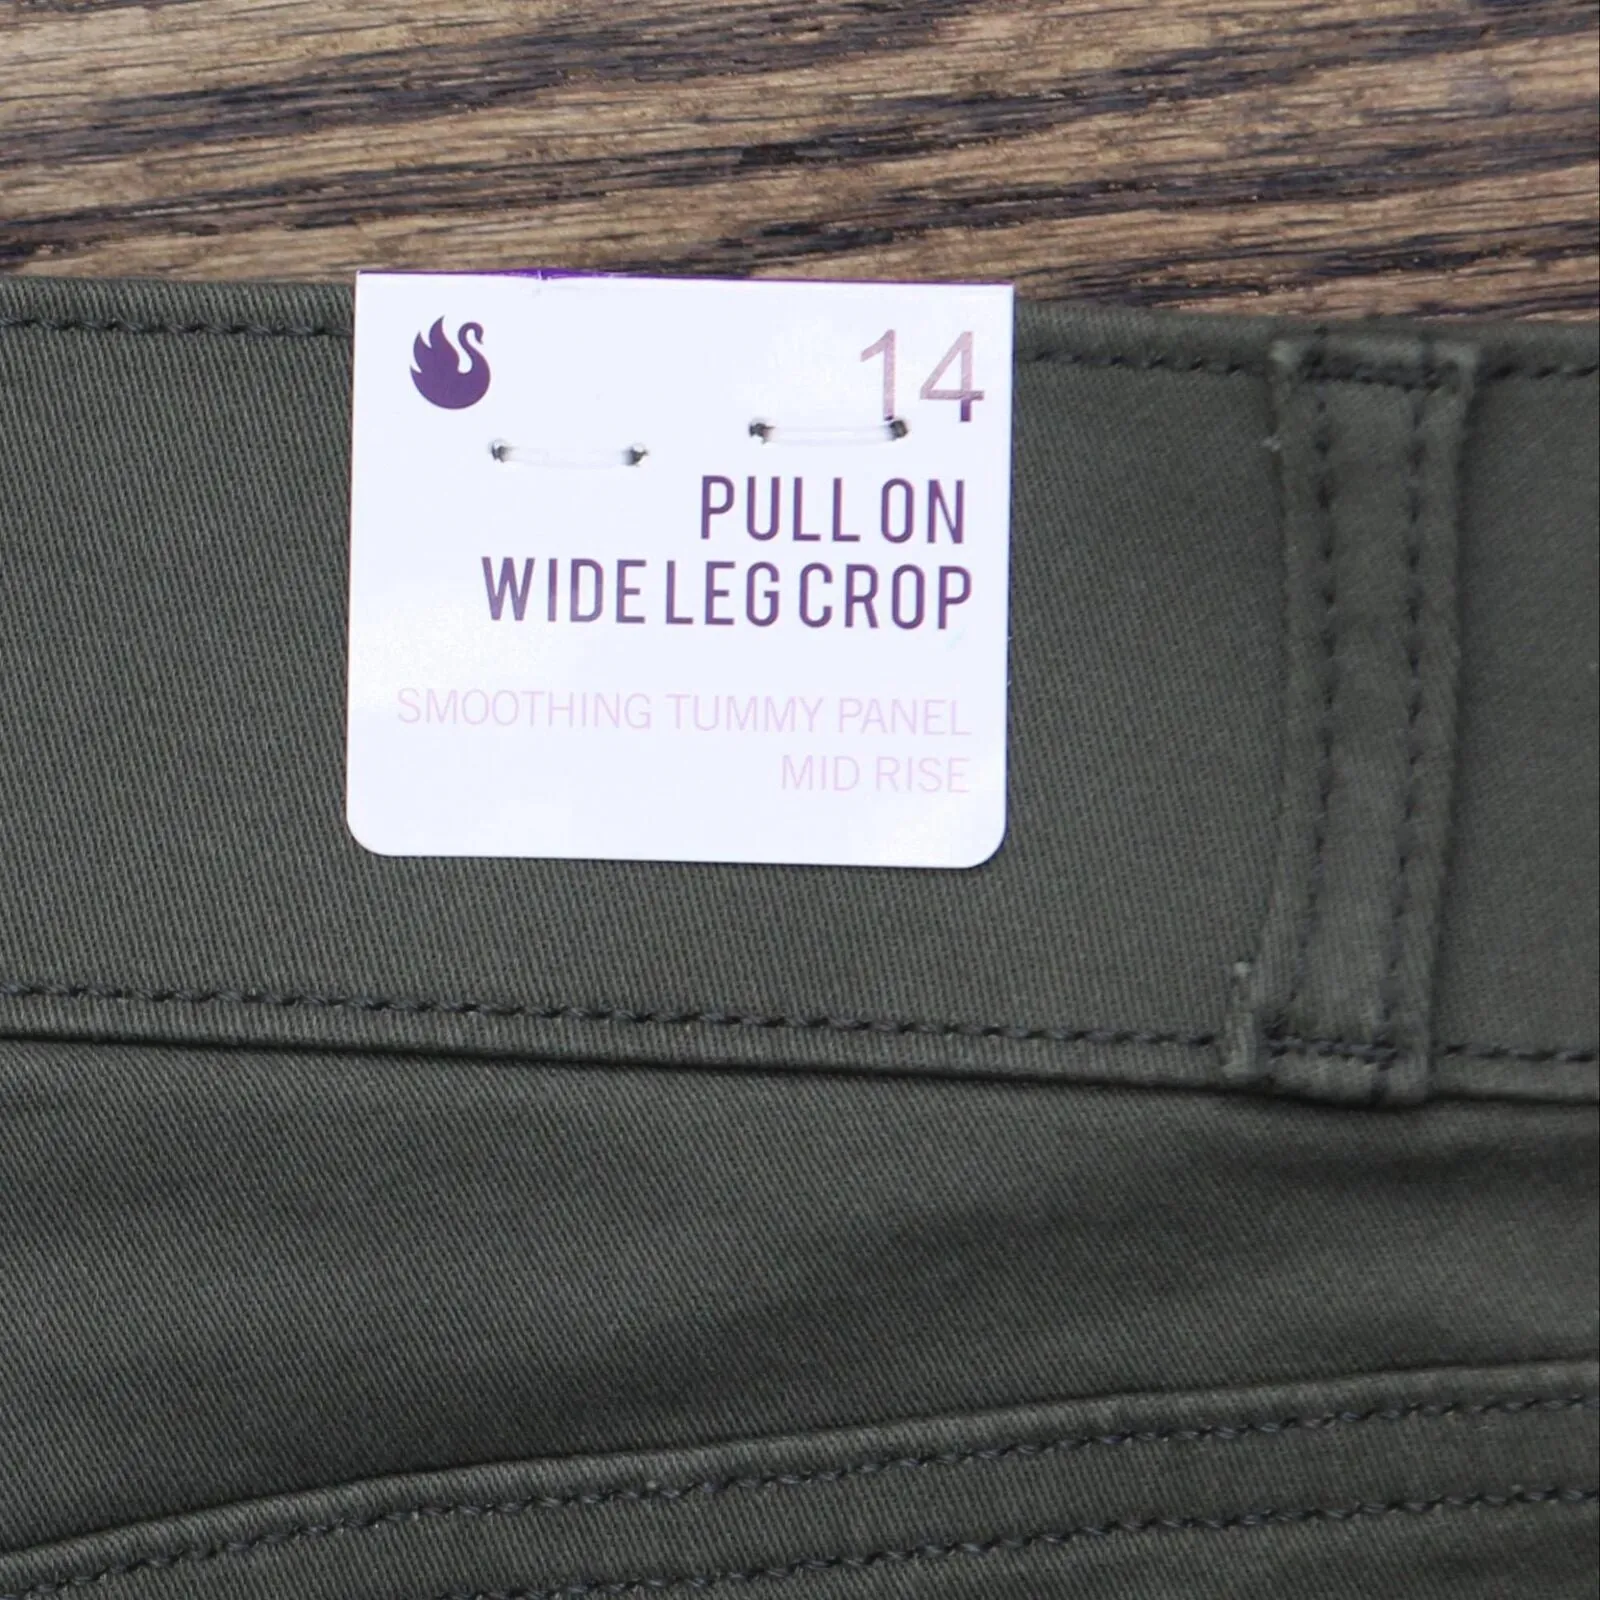 14
PULL ON
WIDE LEG CROP
SMOOTHING TUMMY PANEL
MID RISE